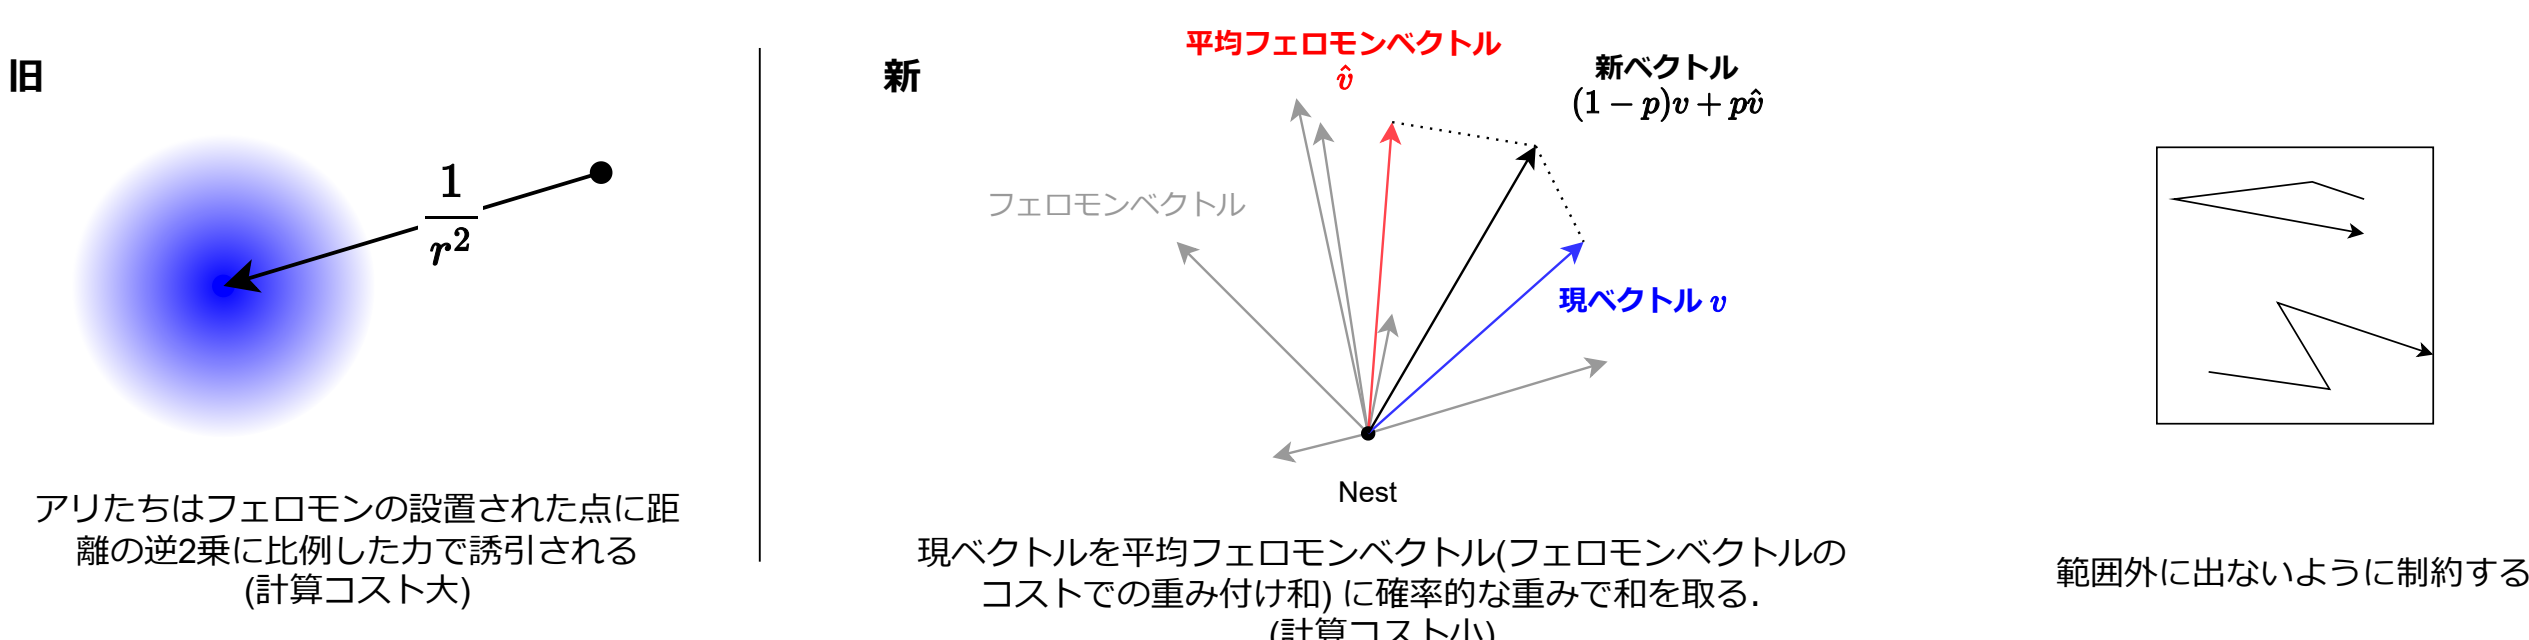 旧
1
r²
アリたちはフェロモンの設置された点に距
離の逆2乗に比例した力で誘引される
(計算コスト大)
新
平均フェロモンベクトル
v̂
新ベクトル
(1 − p)v + pv̂
フェロモンベクトル
現ベクトル v
Nest
現ベクトルを平均フェロモンベクトル(フェロモンベクトルの
コストでの重み付け和) に確率的な重みで和を取る.
(計算コスト小)
範囲外に出ないように制約する